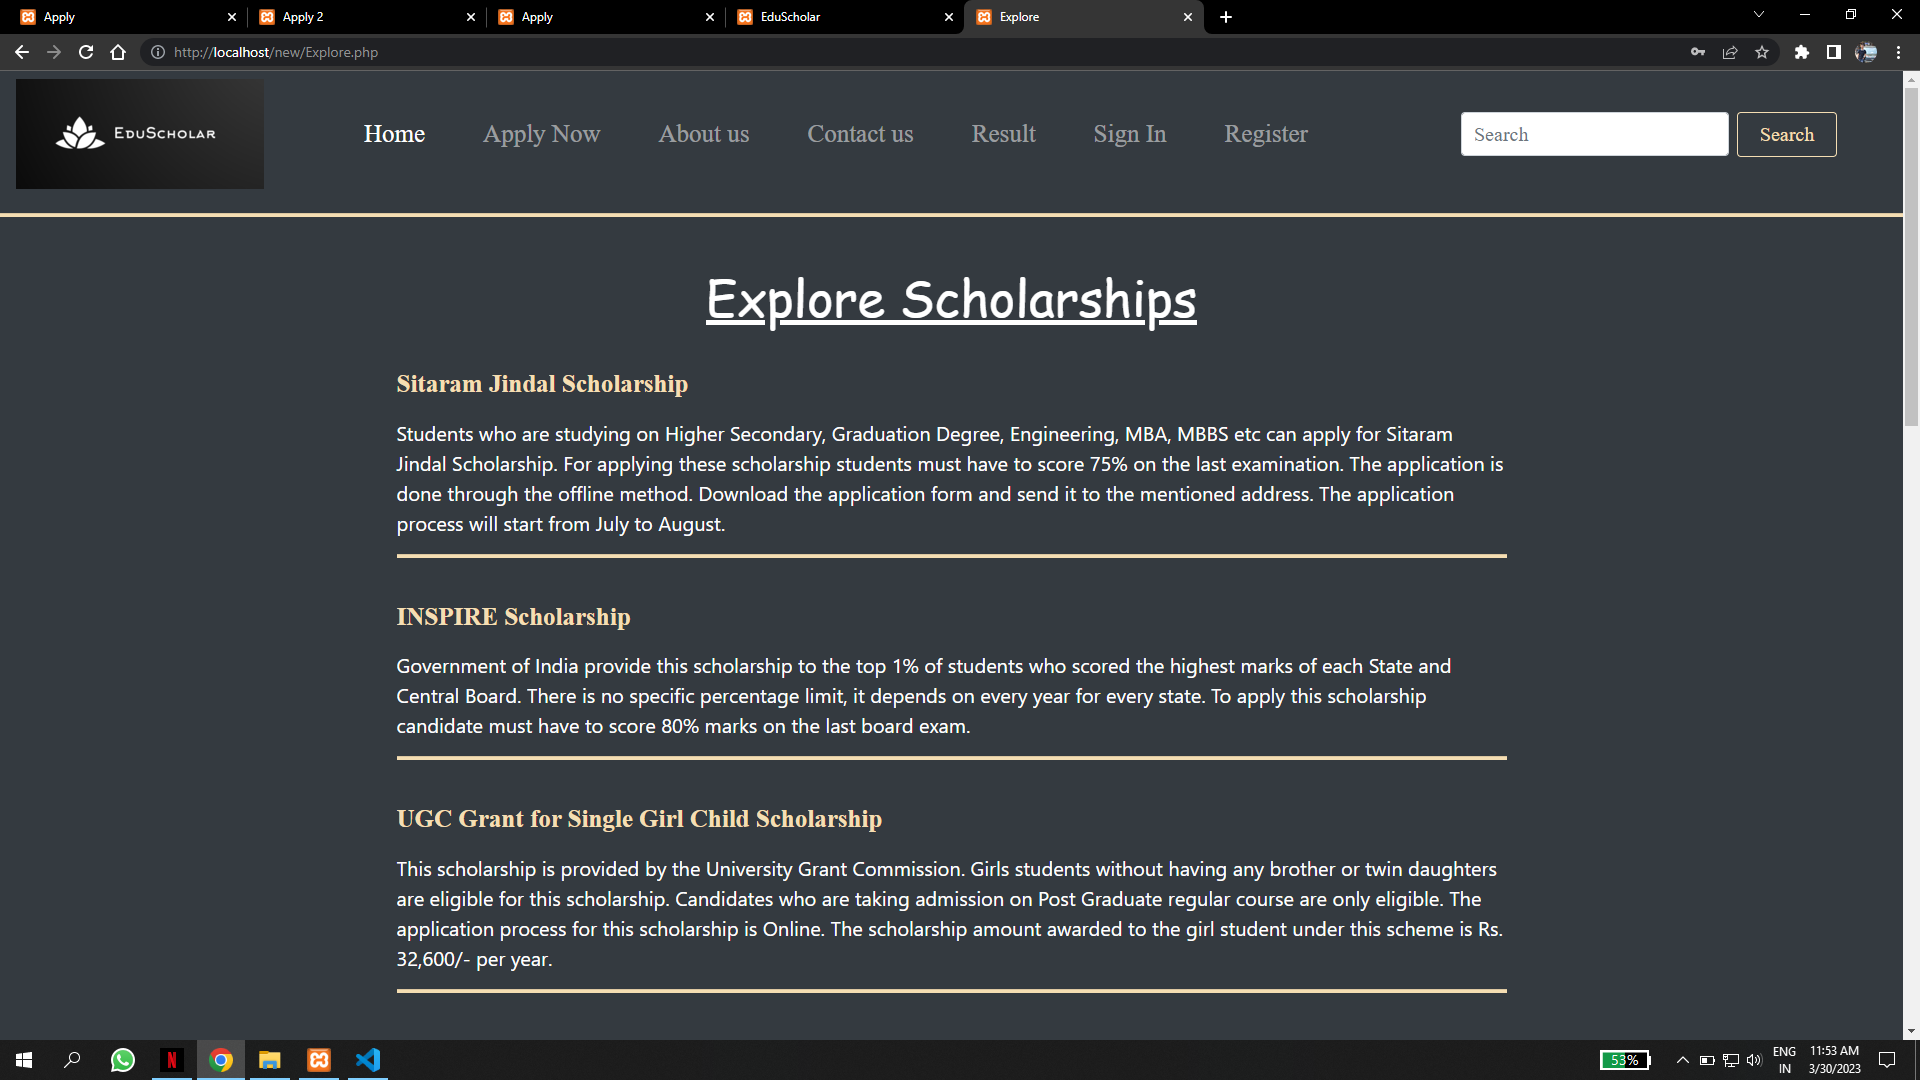 Apply
Apply 2
Apply
EduScholar
Explore
http://localhost/new/Explore.php
EDUSCHOLAR
Home
Apply Now
About us
Contact us
Result
Sign In
Register
Search
Search
Explore Scholarships
Sitaram Jindal Scholarship
Students who are studying on Higher Secondary, Graduation Degree, Engineering, MBA, MBBS etc can apply for Sitaram
Jindal Scholarship. For applying these scholarship students must have to score 75% on the last examination. The application is
done through the offline method. Download the application form and send it to the mentioned address. The application
process will start from July to August.
INSPIRE Scholarship
Government of India provide this scholarship to the top 1% of students who scored the highest marks of each State and
Central Board. There is no specific percentage limit, it depends on every year for every state. To apply this scholarship
candidate must have to score 80% marks on the last board exam.
UGC Grant for Single Girl Child Scholarship
This scholarship is provided by the University Grant Commission. Girls students without having any brother or twin daughters
are eligible for this scholarship. Candidates who are taking admission on Post Graduate regular course are only eligible. The
application process for this scholarship is Online. The scholarship amount awarded to the girl student under this scheme is Rs.
32,600/- per year.
N
53%
ENG
IN
11:53 AM
3/30/2023